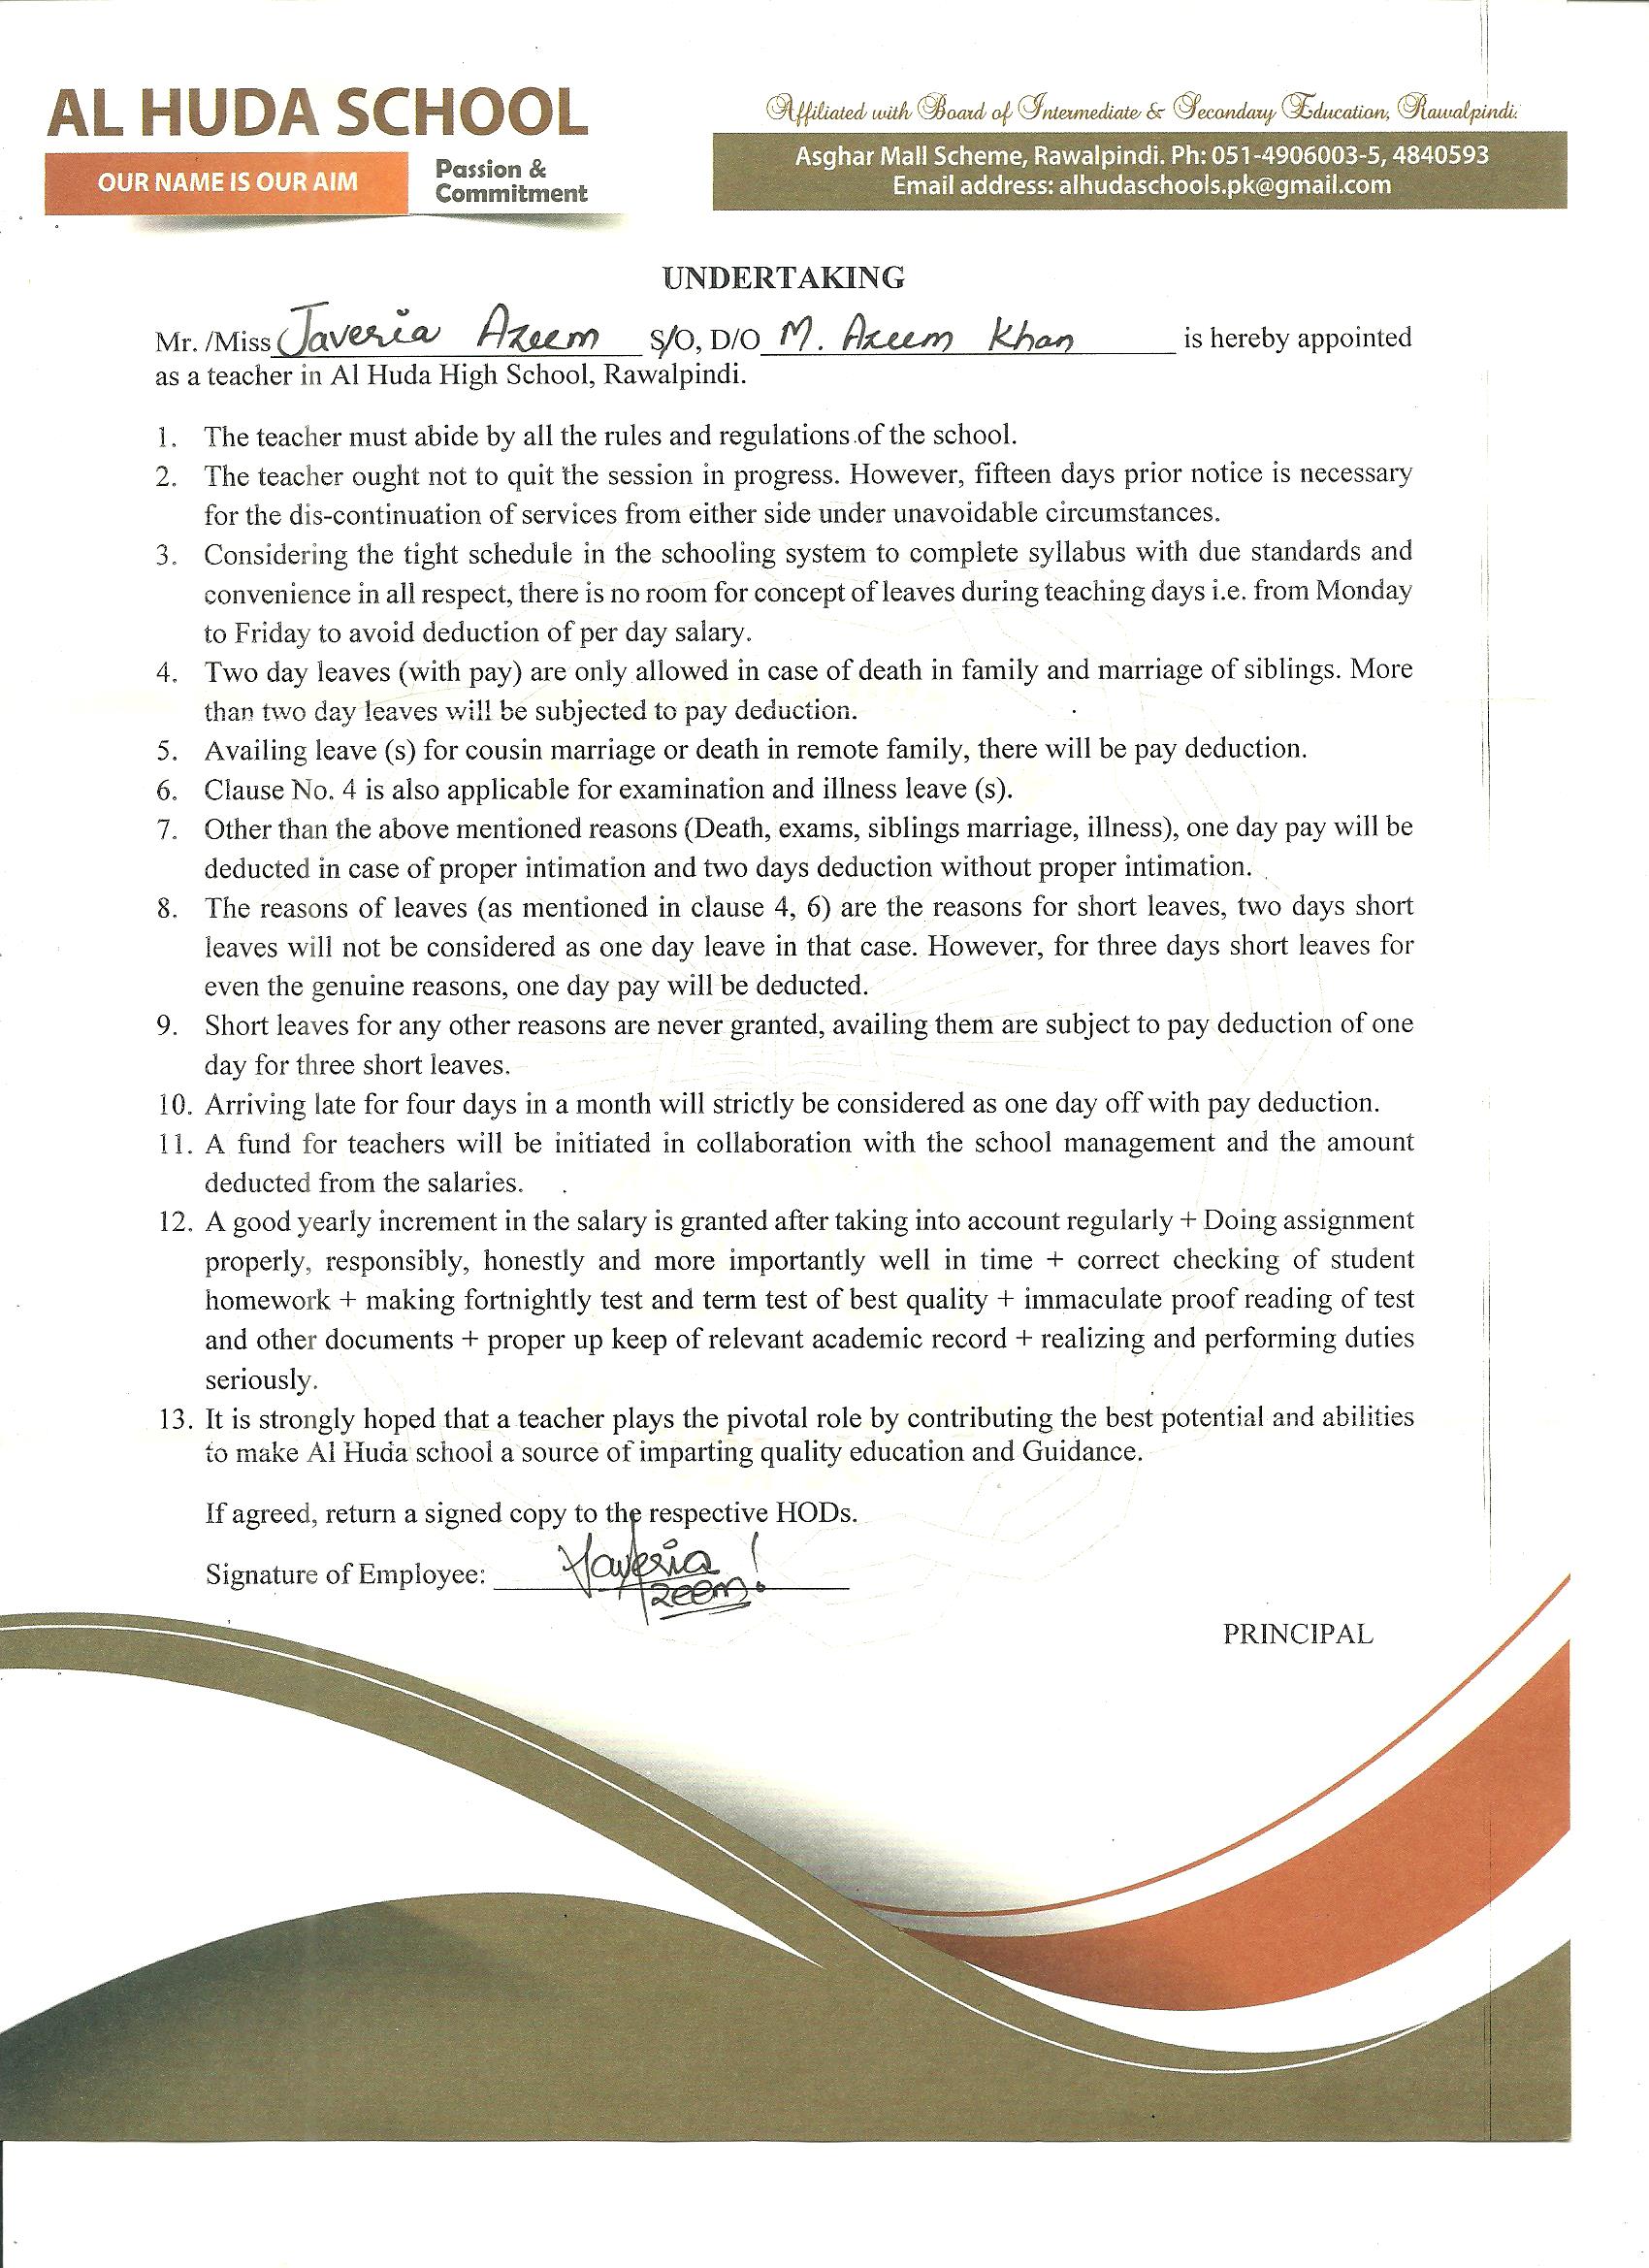 AL HUDA SCHOOL
OUR NAME IS OUR AIM
Passion &
Commitment
Affiliated with Board of Intermediate & Secondary Education, Rawalpindi.
Asghar Mall Scheme, Rawalpindi. Ph: 051-4906003-5, 4840593
Email address: alhudaschools.pk@gmail.com
UNDERTAKING
Mr. /Miss Javeria Azeem S/O, D/O M. Azeem Khan is hereby appointed
as a teacher in Al Huda High School, Rawalpindi.
1. The teacher must abide by all the rules and regulations of the school.
2. The teacher ought not to quit the session in progress. However, fifteen days prior notice is necessary
for the dis-continuation of services from either side under unavoidable circumstances.
3. Considering the tight schedule in the schooling system to complete syllabus with due standards and
convenience in all respect, there is no room for concept of leaves during teaching days i.e. from Monday
to Friday to avoid deduction of per day salary.
4. Two day leaves (with pay) are only allowed in case of death in family and marriage of siblings. More
than two day leaves will be subjected to pay deduction.
5. Availing leave (s) for cousin marriage or death in remote family, there will be pay deduction.
6. Clause No. 4 is also applicable for examination and illness leave (s).
7. Other than the above mentioned reasons (Death, exams, siblings marriage, illness), one day pay will be
deducted in case of proper intimation and two days deduction without proper intimation.
8. The reasons of leaves (as mentioned in clause 4, 6) are the reasons for short leaves, two days short
leaves will not be considered as one day leave in that case. However, for three days short leaves for
even the genuine reasons, one day pay will be deducted.
9. Short leaves for any other reasons are never granted, availing them are subject to pay deduction of one
day for three short leaves.
10. Arriving late for four days in a month will strictly be considered as one day off with pay deduction.
11. A fund for teachers will be initiated in collaboration with the school management and the amount
deducted from the salaries.
12. A good yearly increment in the salary is granted after taking into account regularly + Doing assignment
properly, responsibly, honestly and more importantly well in time + correct checking of student
homework + making fortnightly test and term test of best quality + immaculate proof reading of test
and other documents + proper up keep of relevant academic record + realizing and performing duties
seriously.
13. It is strongly hoped that a teacher plays the pivotal role by contributing the best potential and abilities
to make Al Huda school a source of imparting quality education and Guidance.
If agreed, return a signed copy to the respective HODs.
Signature of Employee: Javeria
Azeem!
PRINCIPAL